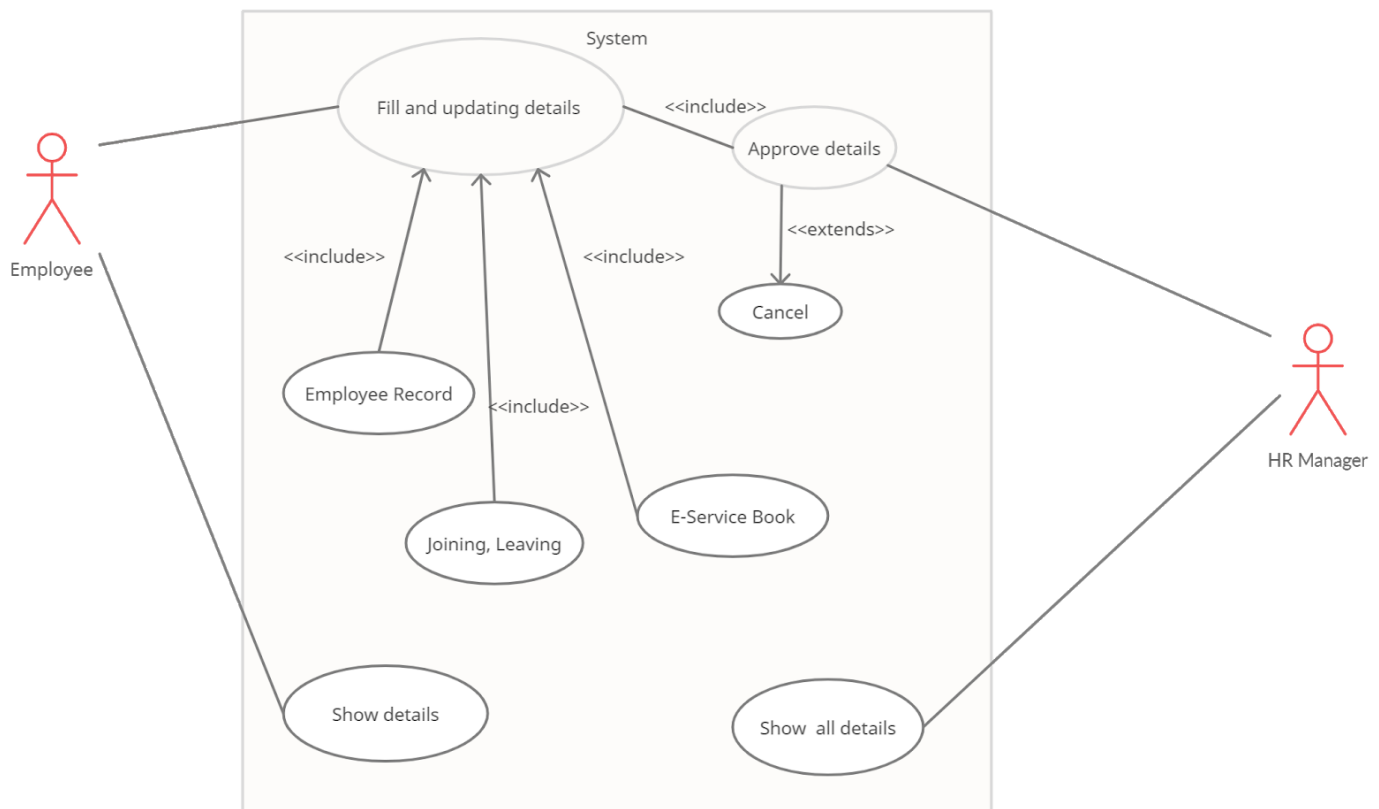 System
Fill and updating details
<<include>>
Approve details
Employee
<<include>>
<<include>>
<<extends>>
Cancel
Employee Record
<<include>>
HR Manager
E-Service Book
Joining, Leaving
Show details
Show all details